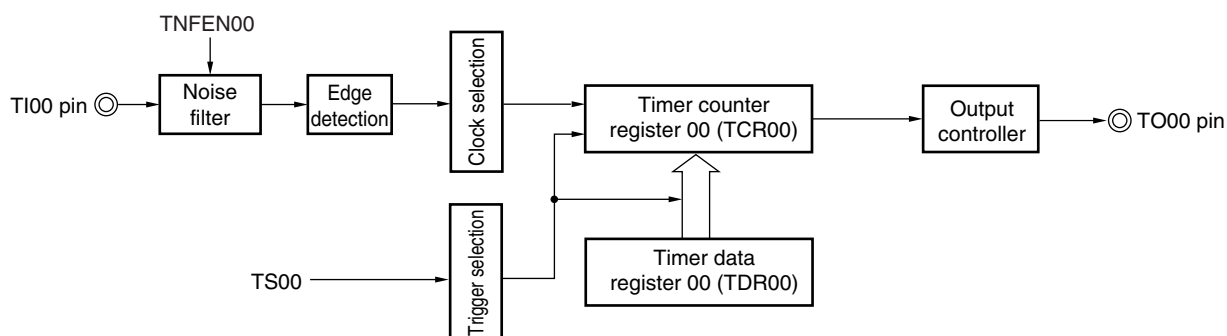 TNFEN00
TI00 pin
Noise
filter
Edge
detection
Clock selection
Timer counter
register 00 (TCR00)
Output
controller
TO00 pin
TS00
Trigger selection
Timer data
register 00 (TDR00)